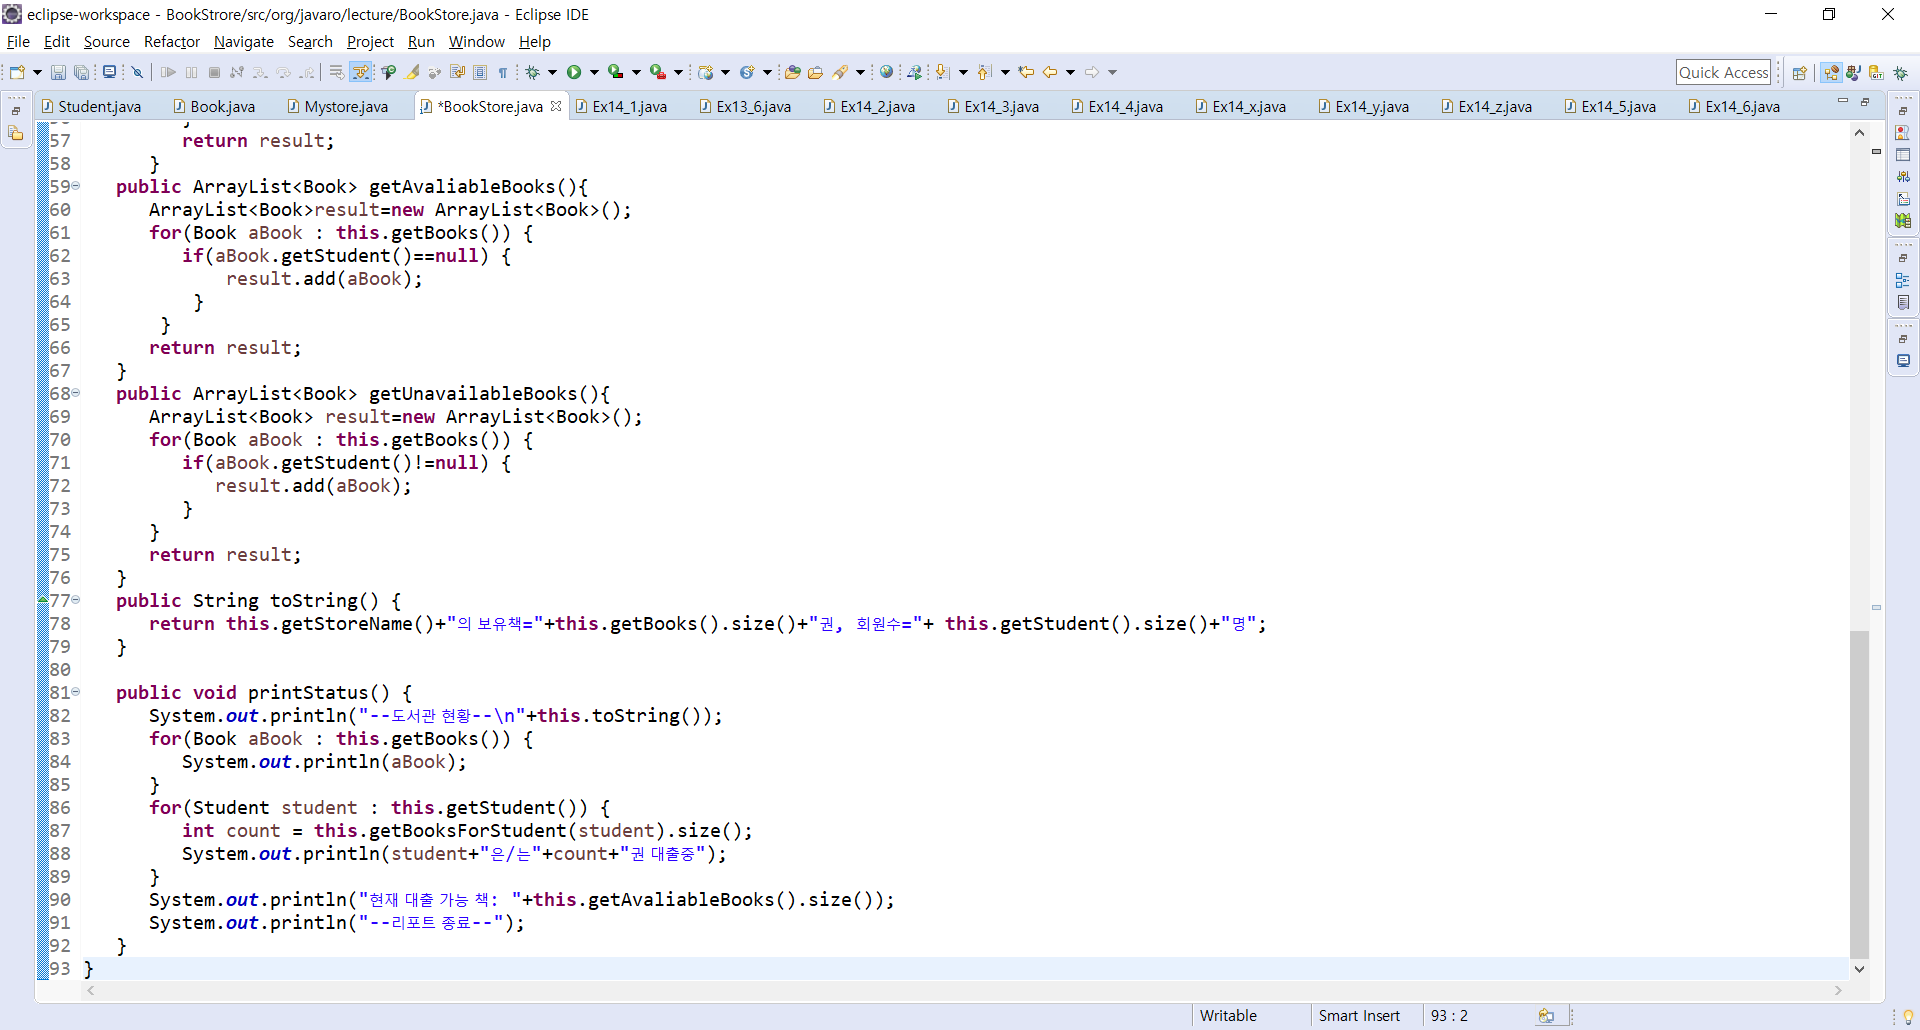 eclipse-workspace - BookStrore/src/org/javaro/lecture/BookStore.java - Eclipse IDE
File Edit Source Refactor Navigate Search Project Run Window Help
Quick Access
Student.java Book.java Mystore.java *BookStore.java Ex14_1.java Ex13_6.java Ex14_2.java Ex14_3.java Ex14_4.java Ex14_x.java Ex14_y.java Ex14_z.java Ex14_5.java Ex14_6.java
56 }
57 return result;
58 }
59 public ArrayList<Book> getAvaliableBooks(){
60 ArrayList<Book>result=new ArrayList<Book>();
61 for(Book aBook : this.getBooks()) {
62 if(aBook.getStudent()==null) {
63 result.add(aBook);
64 }
65 }
66 return result;
67 }
68 public ArrayList<Book> getUnavailableBooks(){
69 ArrayList<Book> result=new ArrayList<Book>();
70 for(Book aBook : this.getBooks()) {
71 if(aBook.getStudent()!=null) {
72 result.add(aBook);
73 }
74 }
75 return result;
76 }
77 public String toString() {
78 return this.getStoreName()+"의 보유책="+this.getBooks().size()+"권, 회원수="+ this.getStudent().size()+"명";
79 }
80
81 public void printStatus() {
82 System.out.println("--도서관 현황--\n"+this.toString());
83 for(Book aBook : this.getBooks()) {
84 System.out.println(aBook);
85 }
86 for(Student student : this.getStudent()) {
87 int count = this.getBooksForStudent(student).size();
88 System.out.println(student+"은/는"+count+"권 대출중");
89 }
90 System.out.println("현재 대출 가능 책: "+this.getAvaliableBooks().size());
91 System.out.println("--리포트 종료--");
92 }
93 }
Writable Smart Insert 93 : 2